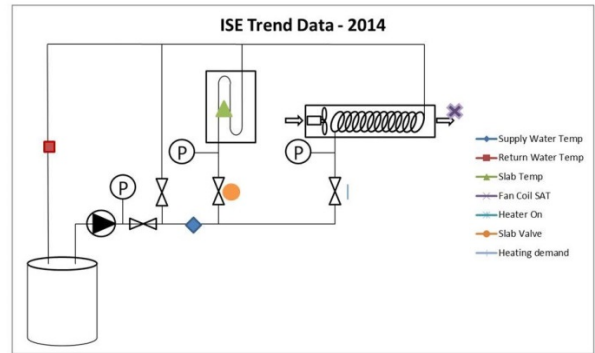 ISE Trend Data - 2014
P
P
P
Supply Water Temp
Return Water Temp
Slab Temp
Fan Coil SAT
Heater On
Slab Valve
Heating demand